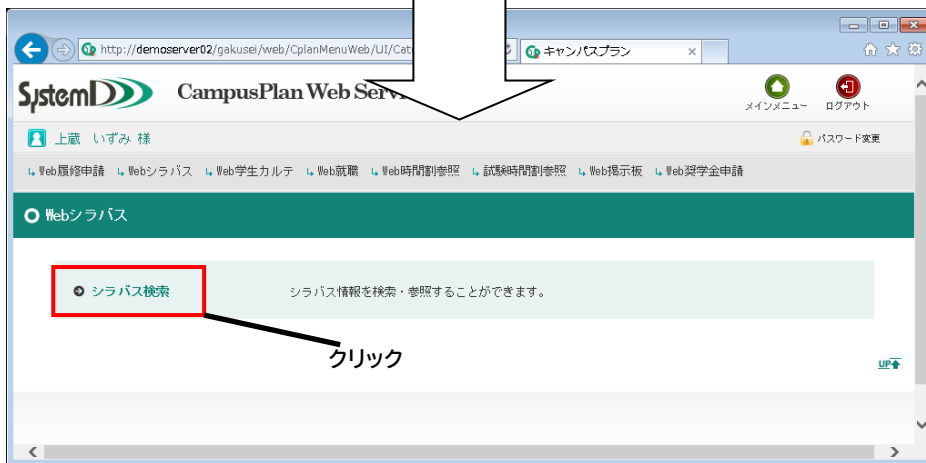 http://demoserver02/gakusei/web/CplanMenuWeb/UI/Cat
キャンパスプラン
SystemD
CampusPlan Web Serv
メインメニュー
ログアウト
上蔵 いずみ 様
パスワード変更
Web履修申請 Webシラバス Web学生カルテ Web就職 Web時間割参照 試験時間割参照 Web掲示板 Web奨学金申請
Webシラバス
シラバス検索
シラバス情報を検索・参照することができます。
クリック
UP